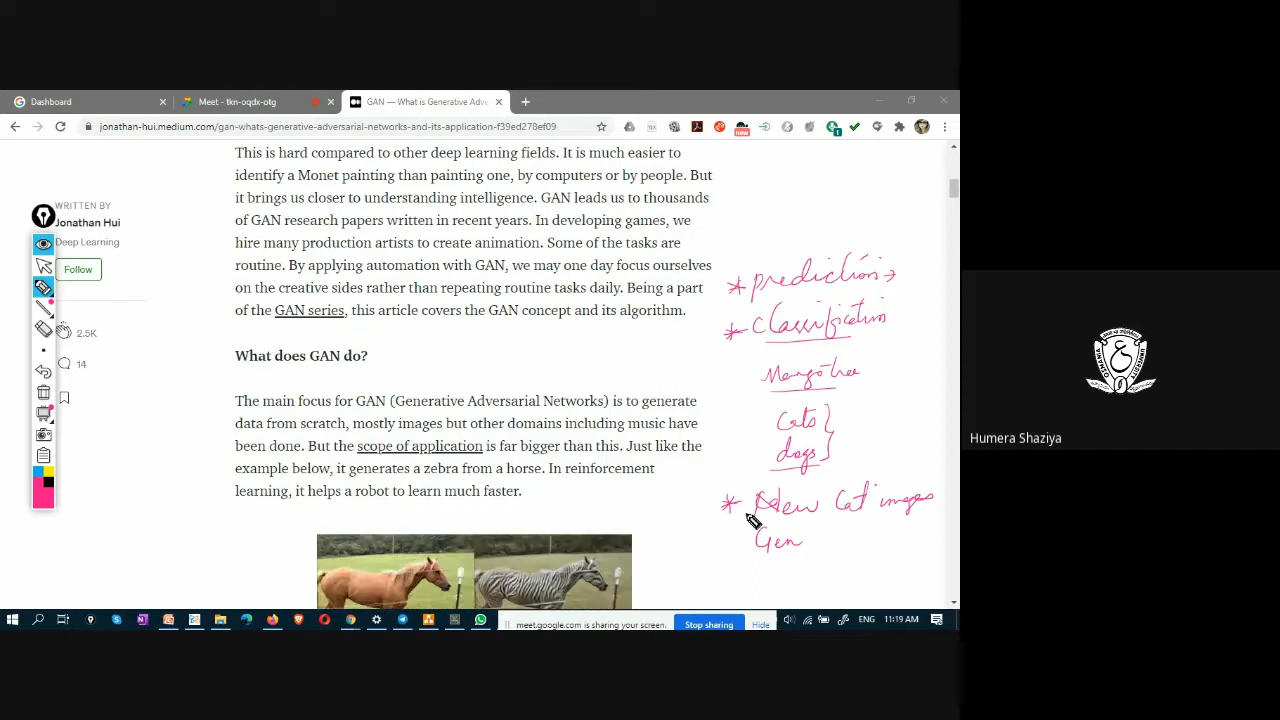 Dashboard
Meet - tkn-oqdx-otg
GAN — What is Generative Adve
jonathan-hui.medium.com/gan-whats-generative-adversarial-networks-and-its-application-f39ed278ef09
This is hard compared to other deep learning fields. It is much easier to
identify a Monet painting than painting one, by computers or by people. But
it brings us closer to understanding intelligence. GAN leads us to thousands
of GAN research papers written in recent years. In developing games, we
hire many production artists to create animation. Some of the tasks are
routine. By applying automation with GAN, we may one day focus ourselves
on the creative sides rather than repeating routine tasks daily. Being a part
of the GAN series, this article covers the GAN concept and its algorithm.
WRITTEN BY
Jonathan Hui
Deep Learning
Follow
2.5K
14
What does GAN do?
The main focus for GAN (Generative Adversarial Networks) is to generate
data from scratch, mostly images but other domains including music have
been done. But the scope of application is far bigger than this. Just like the
example below, it generates a zebra from a horse. In reinforcement
learning, it helps a robot to learn much faster.
* prediction →
* classification
Mango tree
Cats }
dogs }
* New Cat images
Gen
meet.google.com is sharing your screen.
Stop sharing
Hide
ENG
11:19 AM
Humera Shaziya